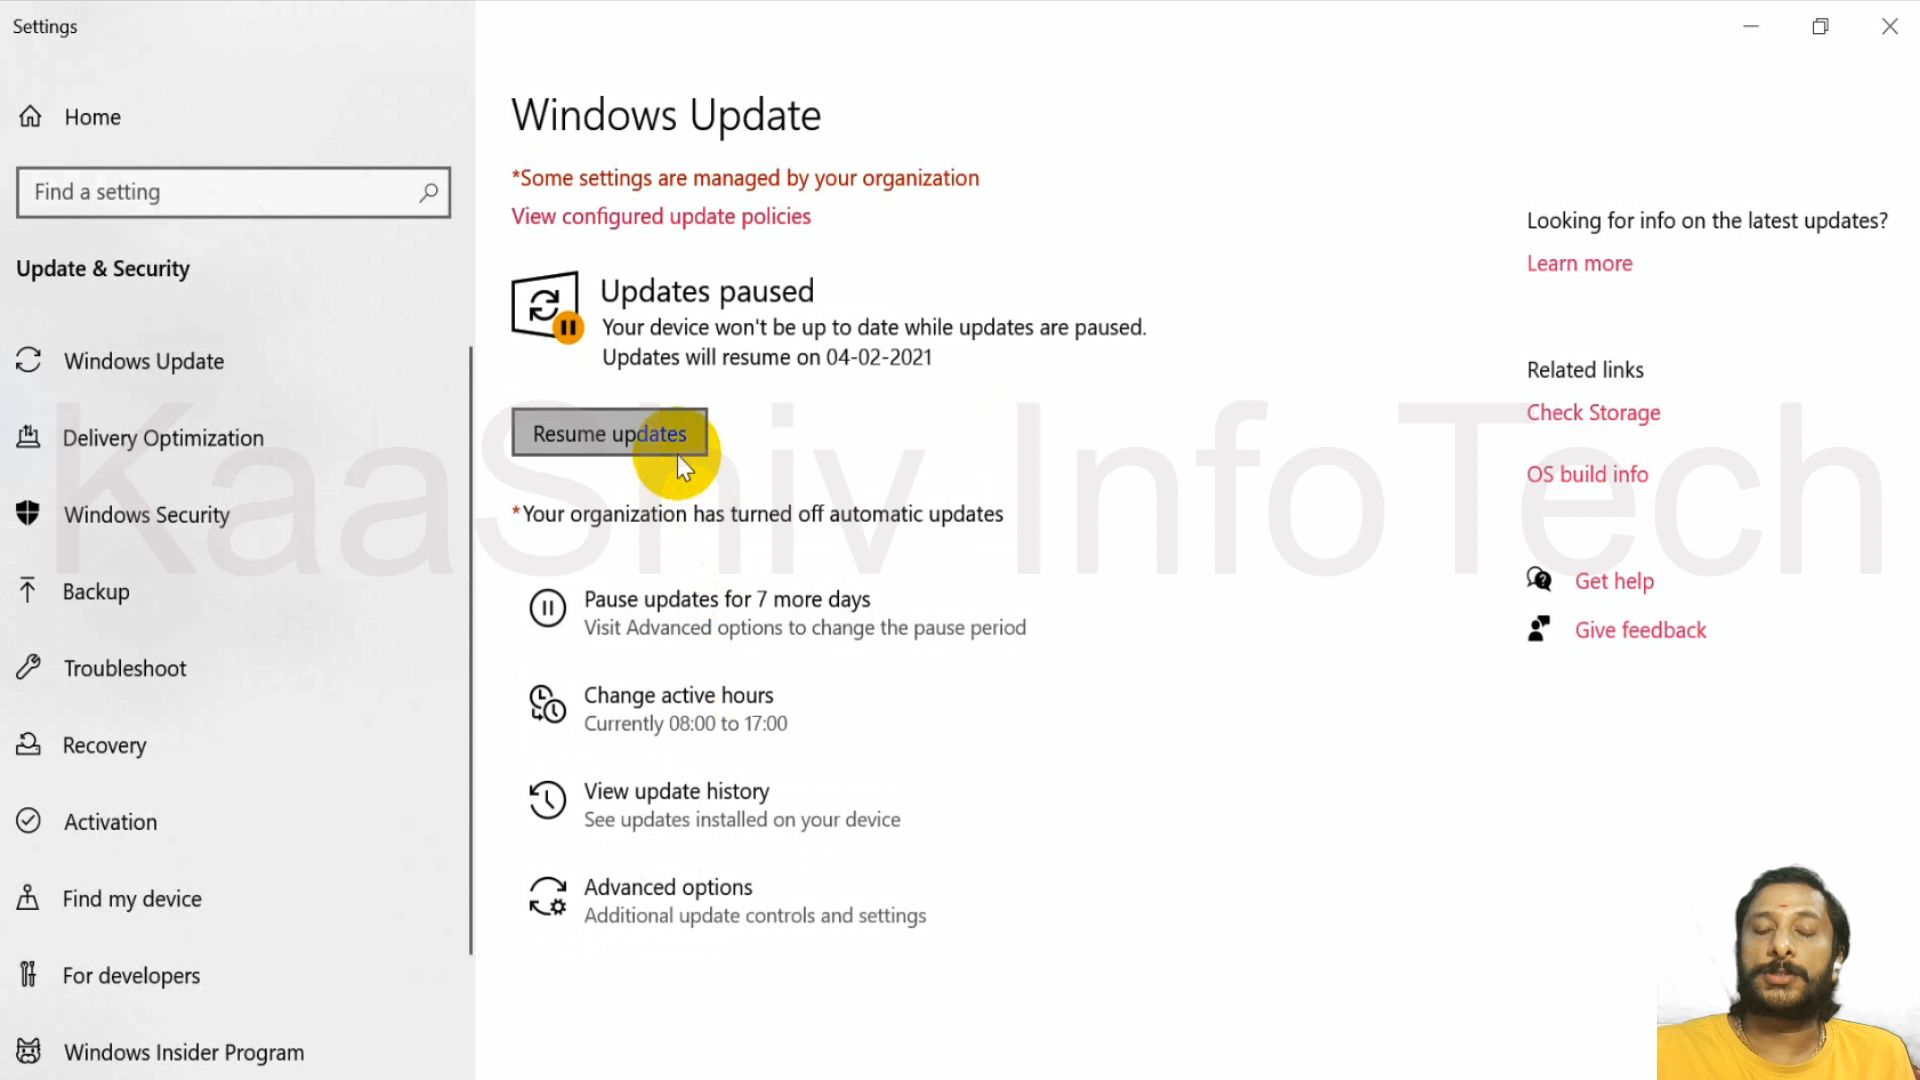 Settings
Home
Find a setting
Update & Security
Windows Update
Delivery Optimization
Windows Security
Backup
Troubleshoot
Recovery
Activation
Find my device
For developers
Windows Insider Program
Windows Update
*Some settings are managed by your organization
View configured update policies
Updates paused
Your device won't be up to date while updates are paused.
Updates will resume on 04-02-2021
Resume updates
*Your organization has turned off automatic updates
Pause updates for 7 more days
Visit Advanced options to change the pause period
Change active hours
Currently 08:00 to 17:00
View update history
See updates installed on your device
Advanced options
Additional update controls and settings
Looking for info on the latest updates?
Learn more
Related links
Check Storage
OS build info
Get help
Give feedback
KaaShiv InfoTech